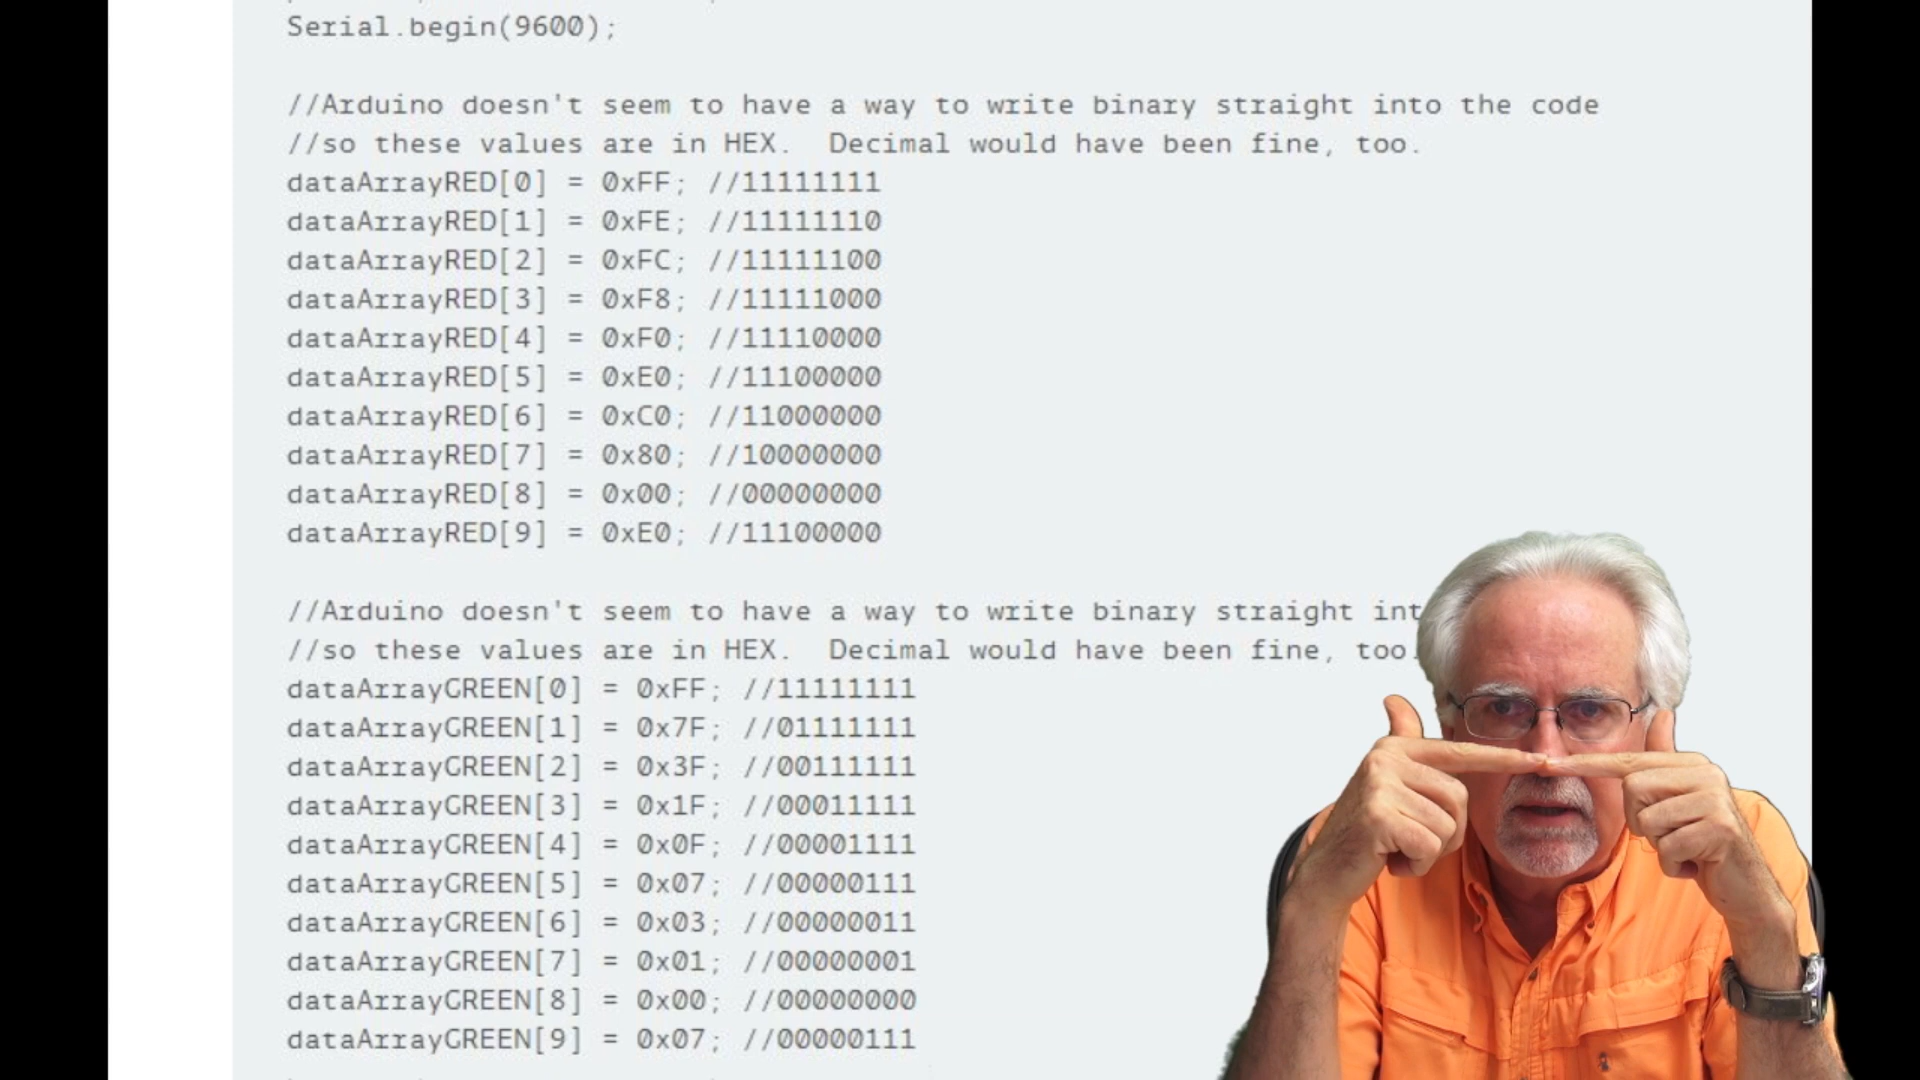 Serial.begin(9600);
//Arduino doesn't seem to have a way to write binary straight into the code
//so these values are in HEX.  Decimal would have been fine, too.
dataArrayRED[0] = 0xFF; //11111111
dataArrayRED[1] = 0xFE; //11111110
dataArrayRED[2] = 0xFC; //11111100
dataArrayRED[3] = 0xF8; //11111000
dataArrayRED[4] = 0xF0; //11110000
dataArrayRED[5] = 0xE0; //11100000
dataArrayRED[6] = 0xC0; //11000000
dataArrayRED[7] = 0x80; //10000000
dataArrayRED[8] = 0x00; //00000000
dataArrayRED[9] = 0xE0; //11100000
//Arduino doesn't seem to have a way to write binary straight
//so these values are in HEX.  Decimal would have been fine, too.
dataArrayGREEN[0] = 0xFF; //11111111
dataArrayGREEN[1] = 0x7F; //01111111
dataArrayGREEN[2] = 0x3F; //00111111
dataArrayGREEN[3] = 0x1F; //00011111
dataArrayGREEN[4] = 0x0F; //00001111
dataArrayGREEN[5] = 0x07; //00000111
dataArrayGREEN[6] = 0x03; //00000011
dataArrayGREEN[7] = 0x01; //00000001
dataArrayGREEN[8] = 0x00; //00000000
dataArrayGREEN[9] = 0x07; //00000111